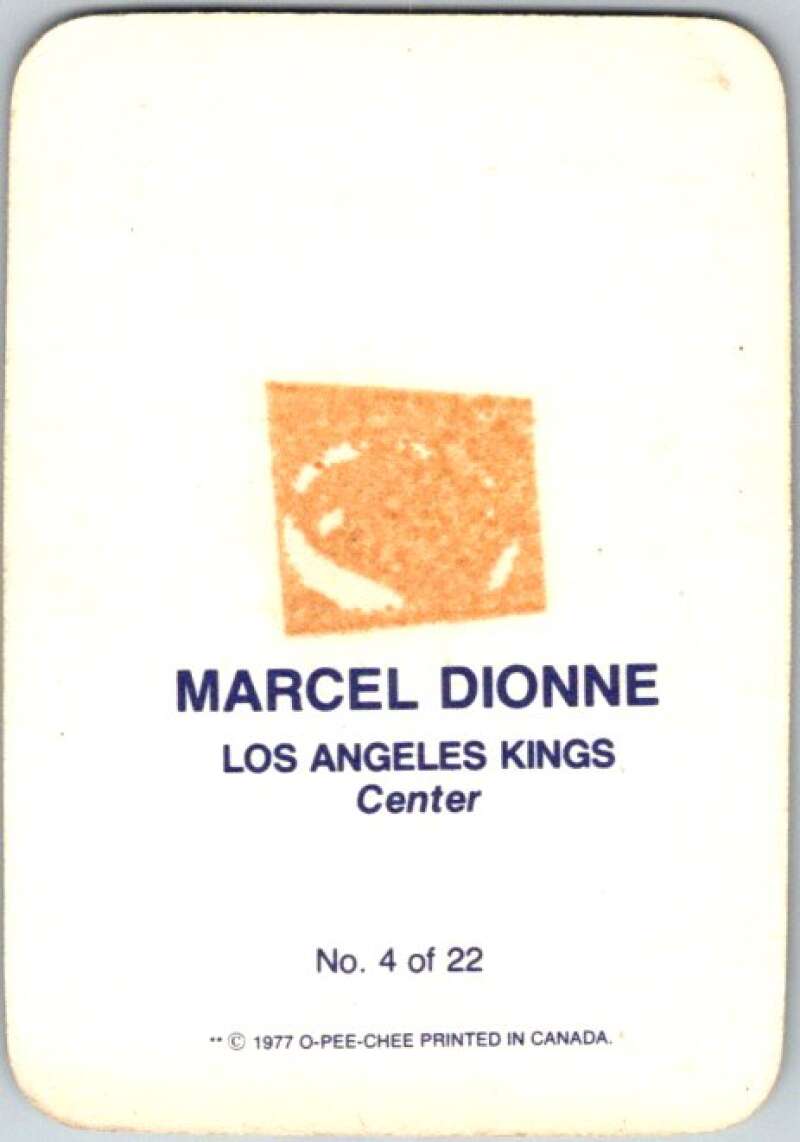 MARCEL DIONNE
LOS ANGELES KINGS
Center
No. 4 of 22
** © 1977 O-PEE-CHEE PRINTED IN CANADA.